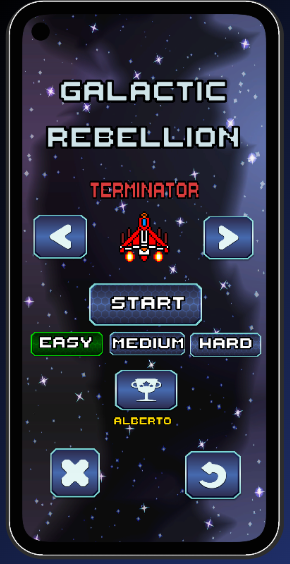 GALACTIC
REBELLION
TERMINATOR
START
EASY MEDIUM HARD
ALBERTO